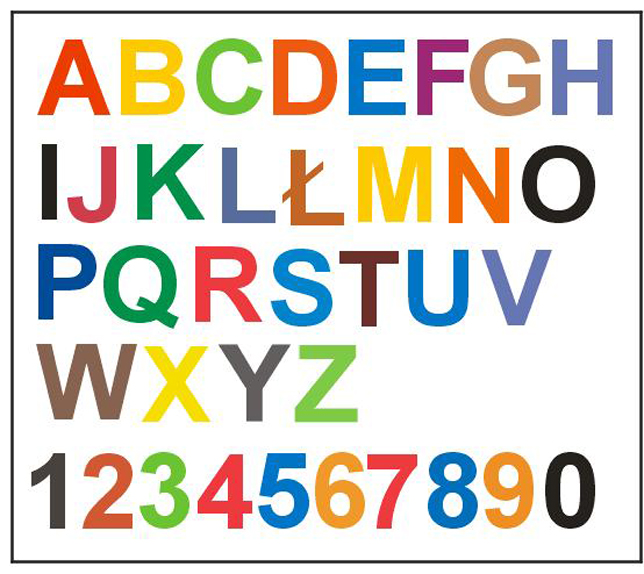 ABCDEFGH
IJKLŁMNO
PQRSTUV
WXYZ
1234567890